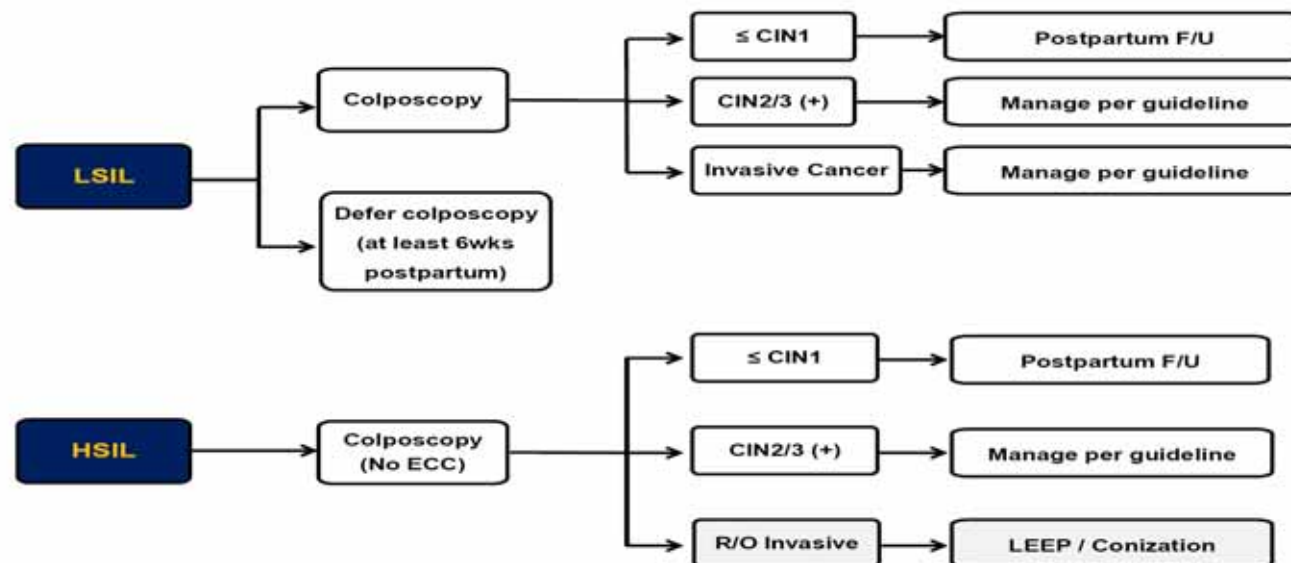 LSIL
Colposcopy
Defer colposcopy
(at least 6wks
postpartum)
≤ CIN1
Postpartum F/U
CIN2/3 (+)
Manage per guideline
Invasive Cancer
Manage per guideline
HSIL
Colposcopy
(No ECC)
≤ CIN1
Postpartum F/U
CIN2/3 (+)
Manage per guideline
R/O Invasive
LEEP / Conization